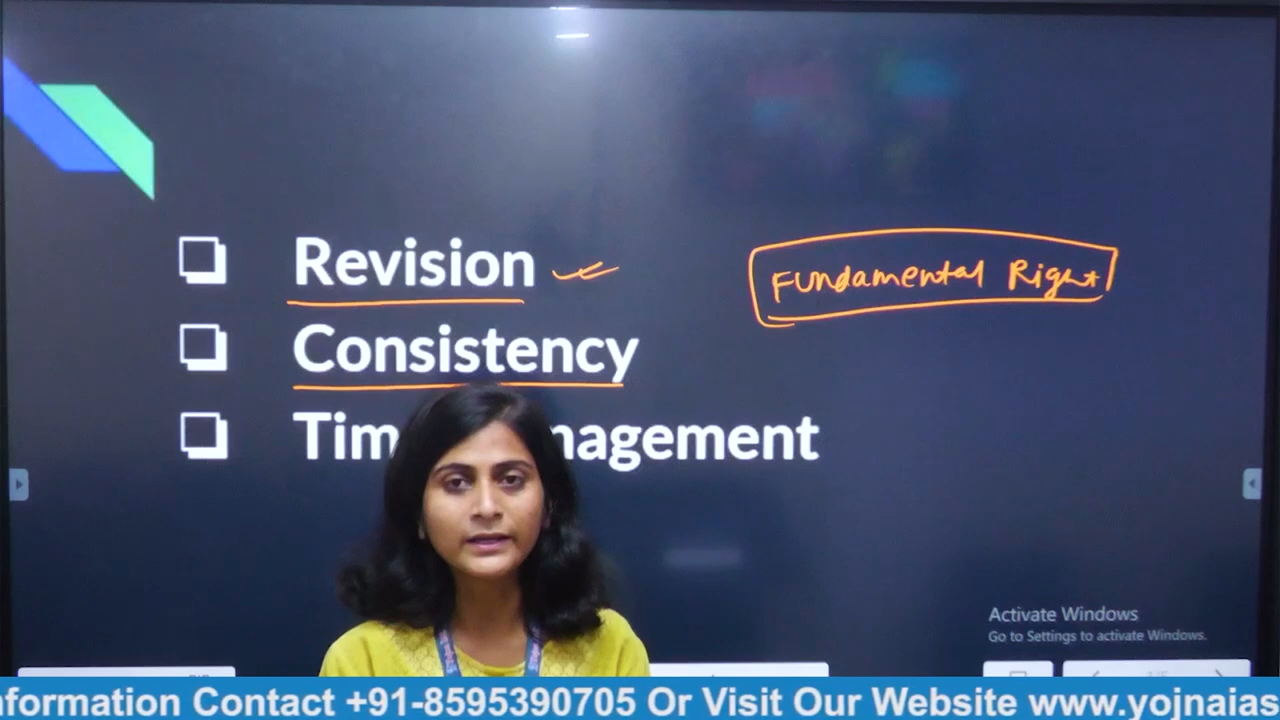 Revision
Fundamental Right
Consistency
Tim nagement
Activate Windows
Go to Settings to activate Windows.
nformation Contact +91-8595390705 Or Visit Our Website www.yojnaias